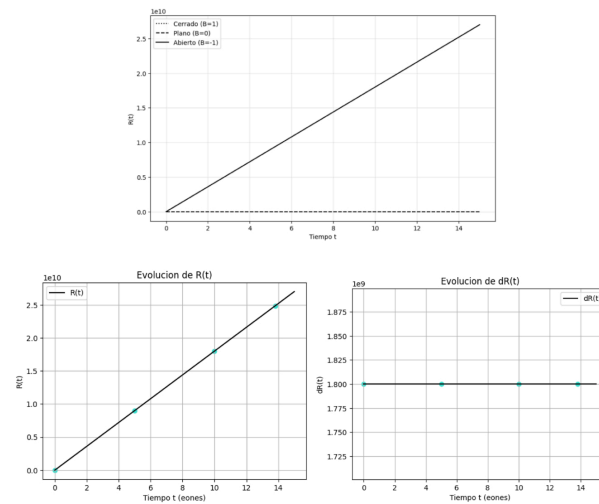 1e10
Cerrado (B=1)
Plano (B=0)
Abierto (B=-1)
2.5
2.0
1.5
1.0
0.5
0.0
R(t)
0 2 4 6 8 10 12 14
Tiempo t
Evolucion de R(t)
1e10
R(t)
2.5
2.0
1.5
1.0
0.5
0.0
R(t)
0 2 4 6 8 10 12 14
Tiempo t (eones)
Evolucion de dR(t)
1e9
dR(t)
1.875
1.850
1.825
1.800
1.775
1.750
1.725
dR(t)
0 2 4 6 8 10 12 14
Tiempo t (eones)